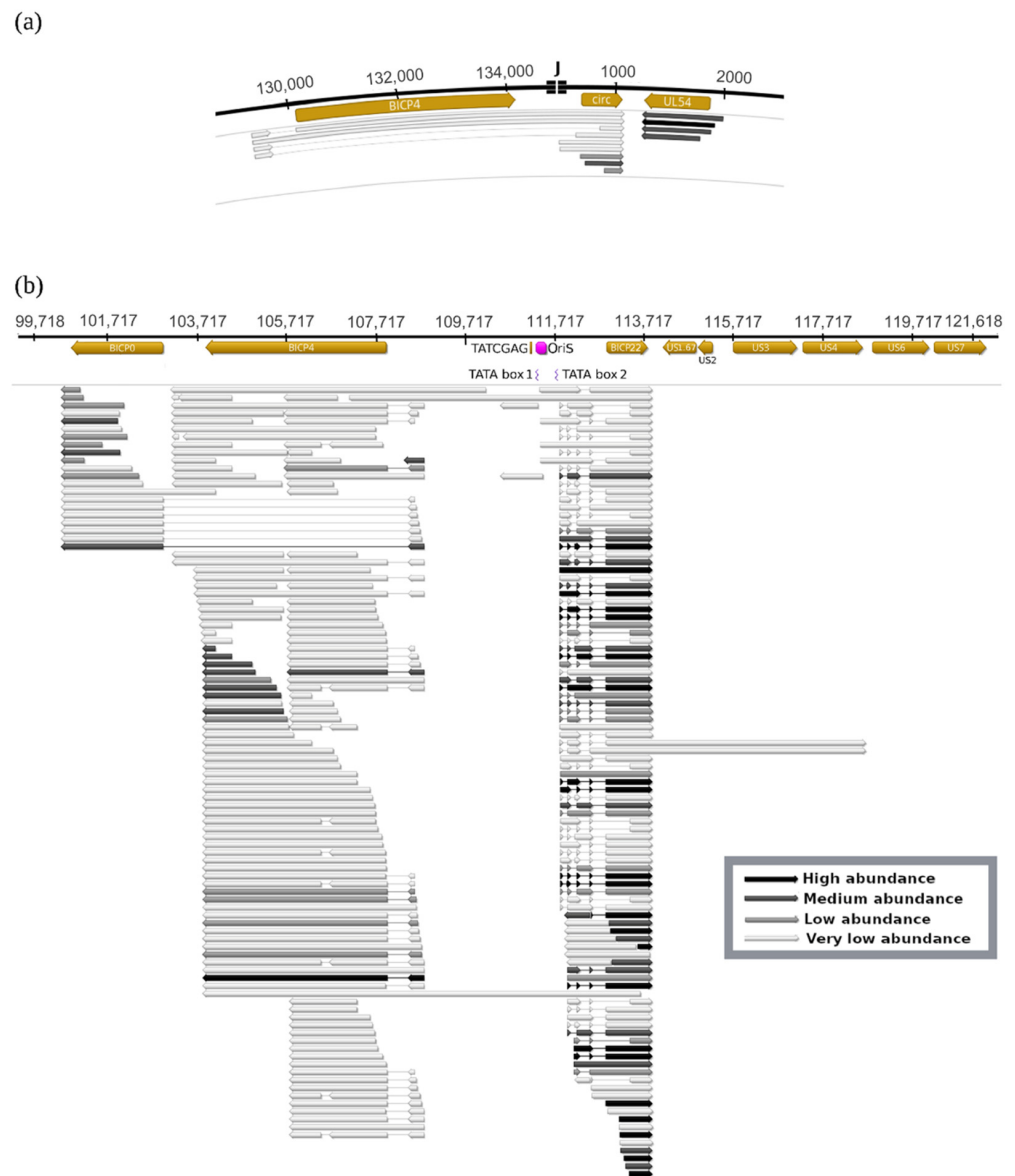 (a)
J
130,000 132,000 134,000 1000 2000
BICP4 circ UL54
(b)
99,718 101,717 103,717 105,717 107,717 109,717 111,717 113,717 115,717 117,717 119,717 121,618
BICP0 BICP4 TATCGAG OriS BICP22 US1.67 US2 US3 US4 US6 US7
TATA box 1 TATA box 2
High abundance
Medium abundance
Low abundance
Very low abundance